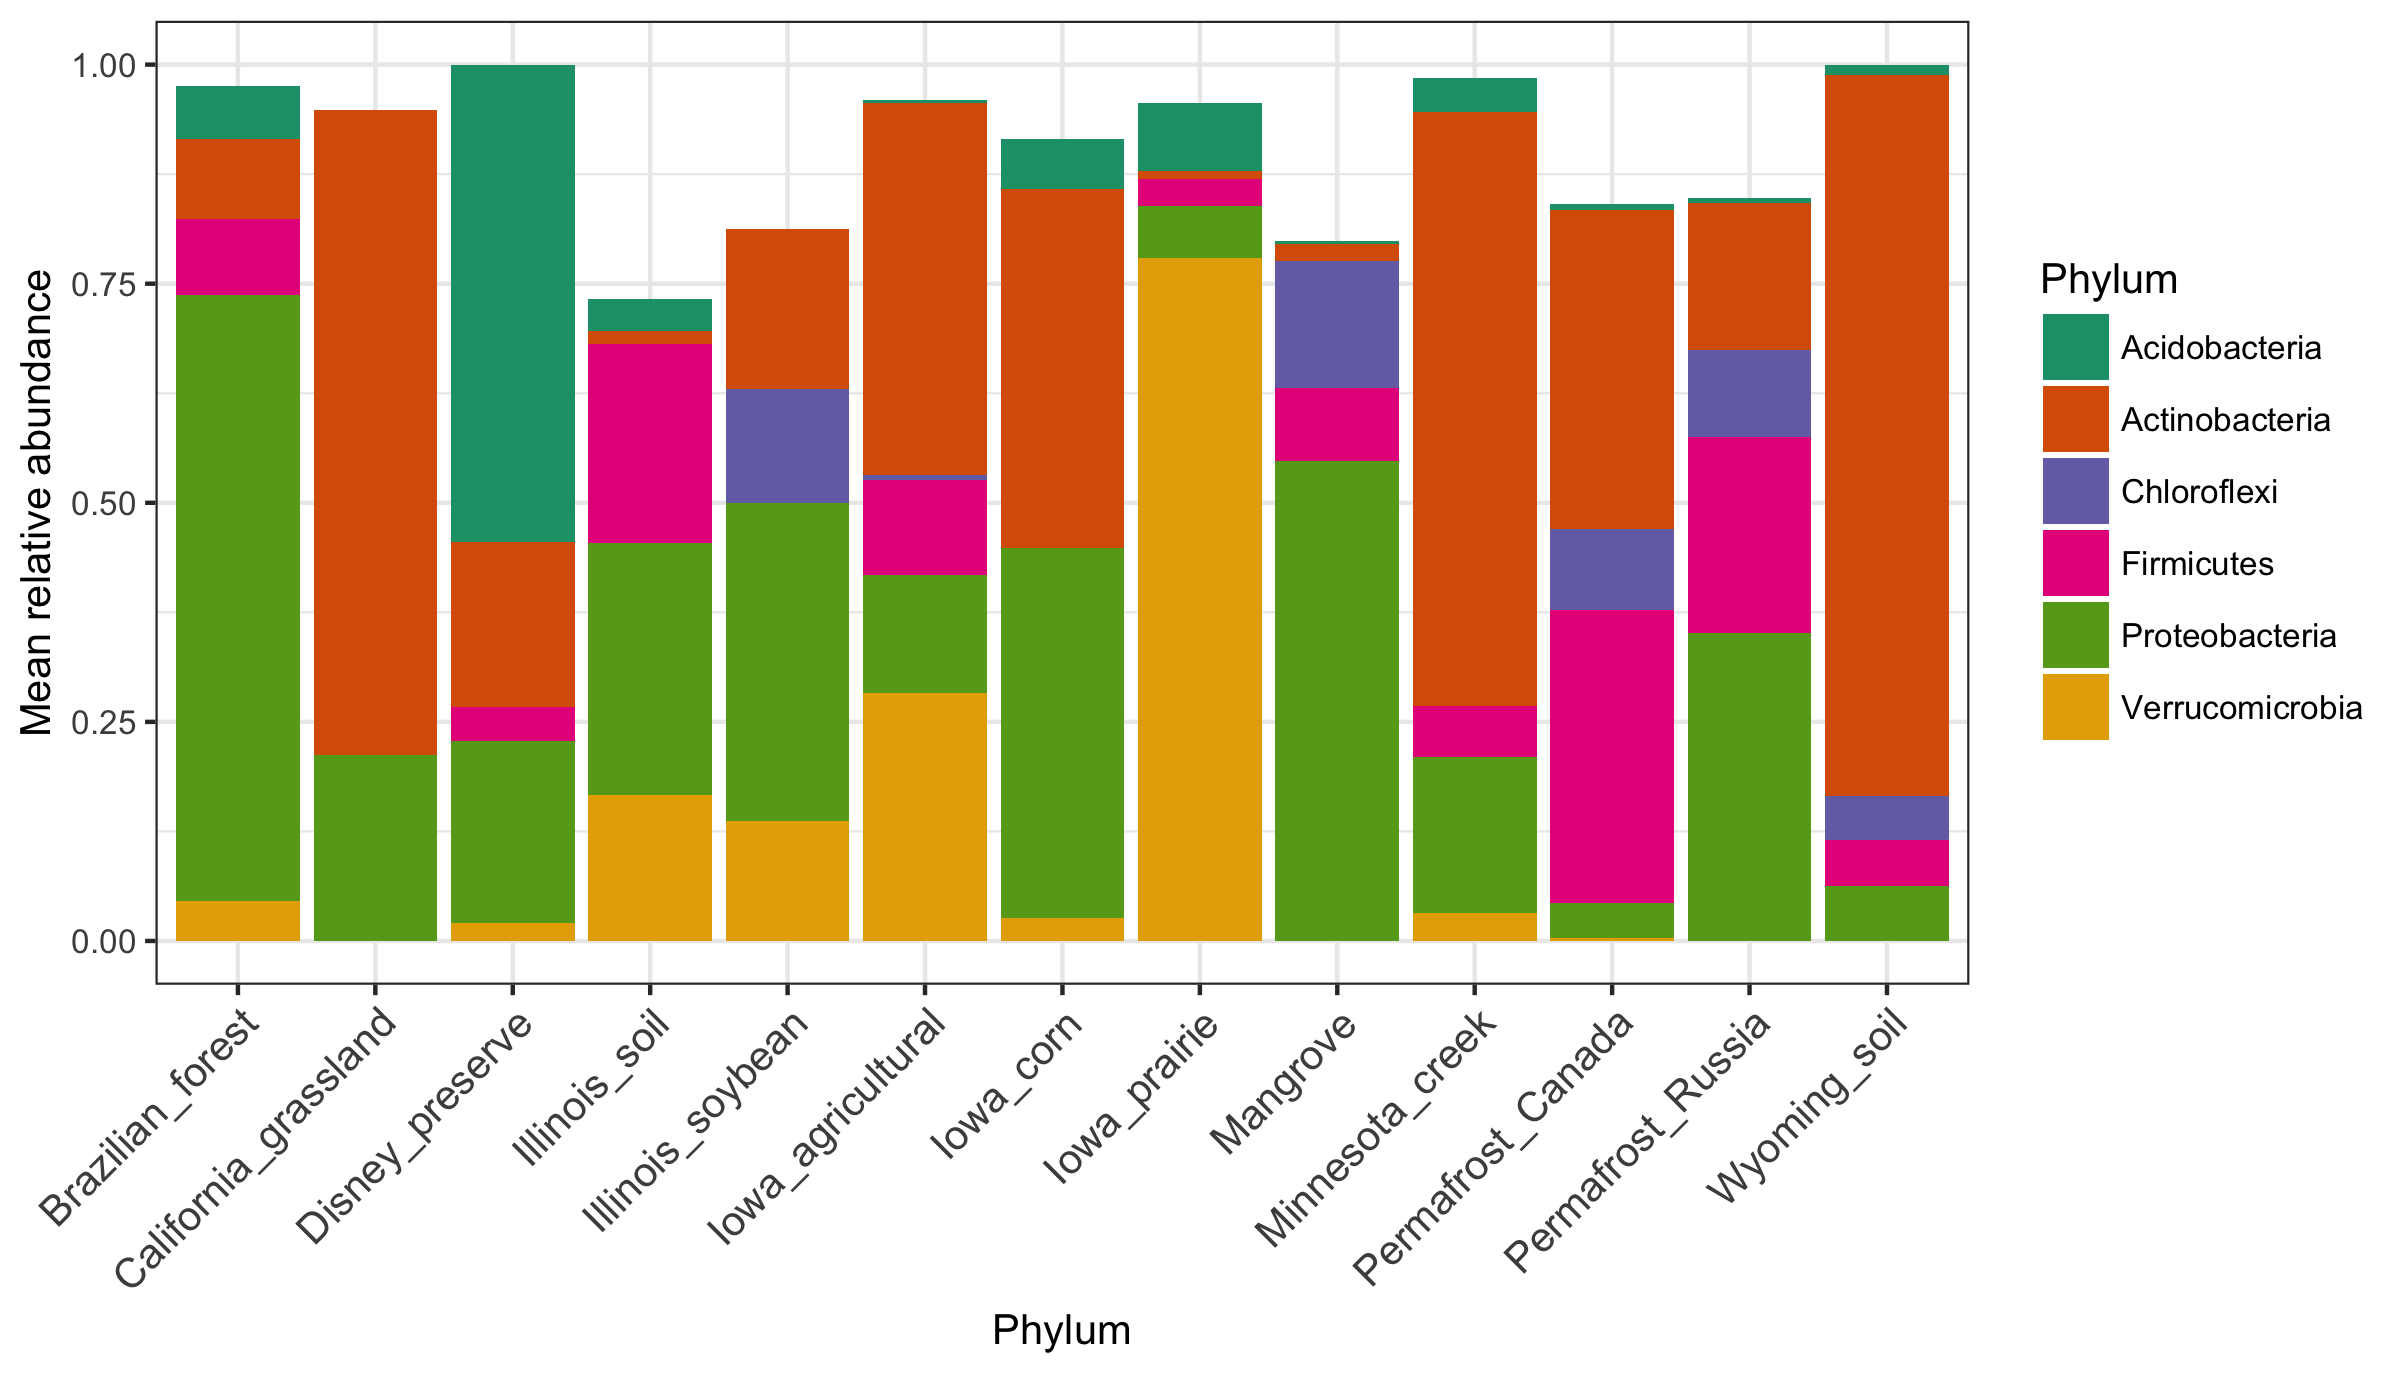 Mean relative abundance
1.00
0.75
0.50
0.25
0.00
Brazilian_forest
California_grassland
Disney_preserve
Illinois_soil
Illinois_soybean
Iowa_agricultural
Iowa_corn
Iowa_prairie
Mangrove
Minnesota_creek
Permafrost_Canada
Permafrost_Russia
Wyoming_soil
Phylum
Phylum
Acidobacteria
Actinobacteria
Chloroflexi
Firmicutes
Proteobacteria
Verrucomicrobia